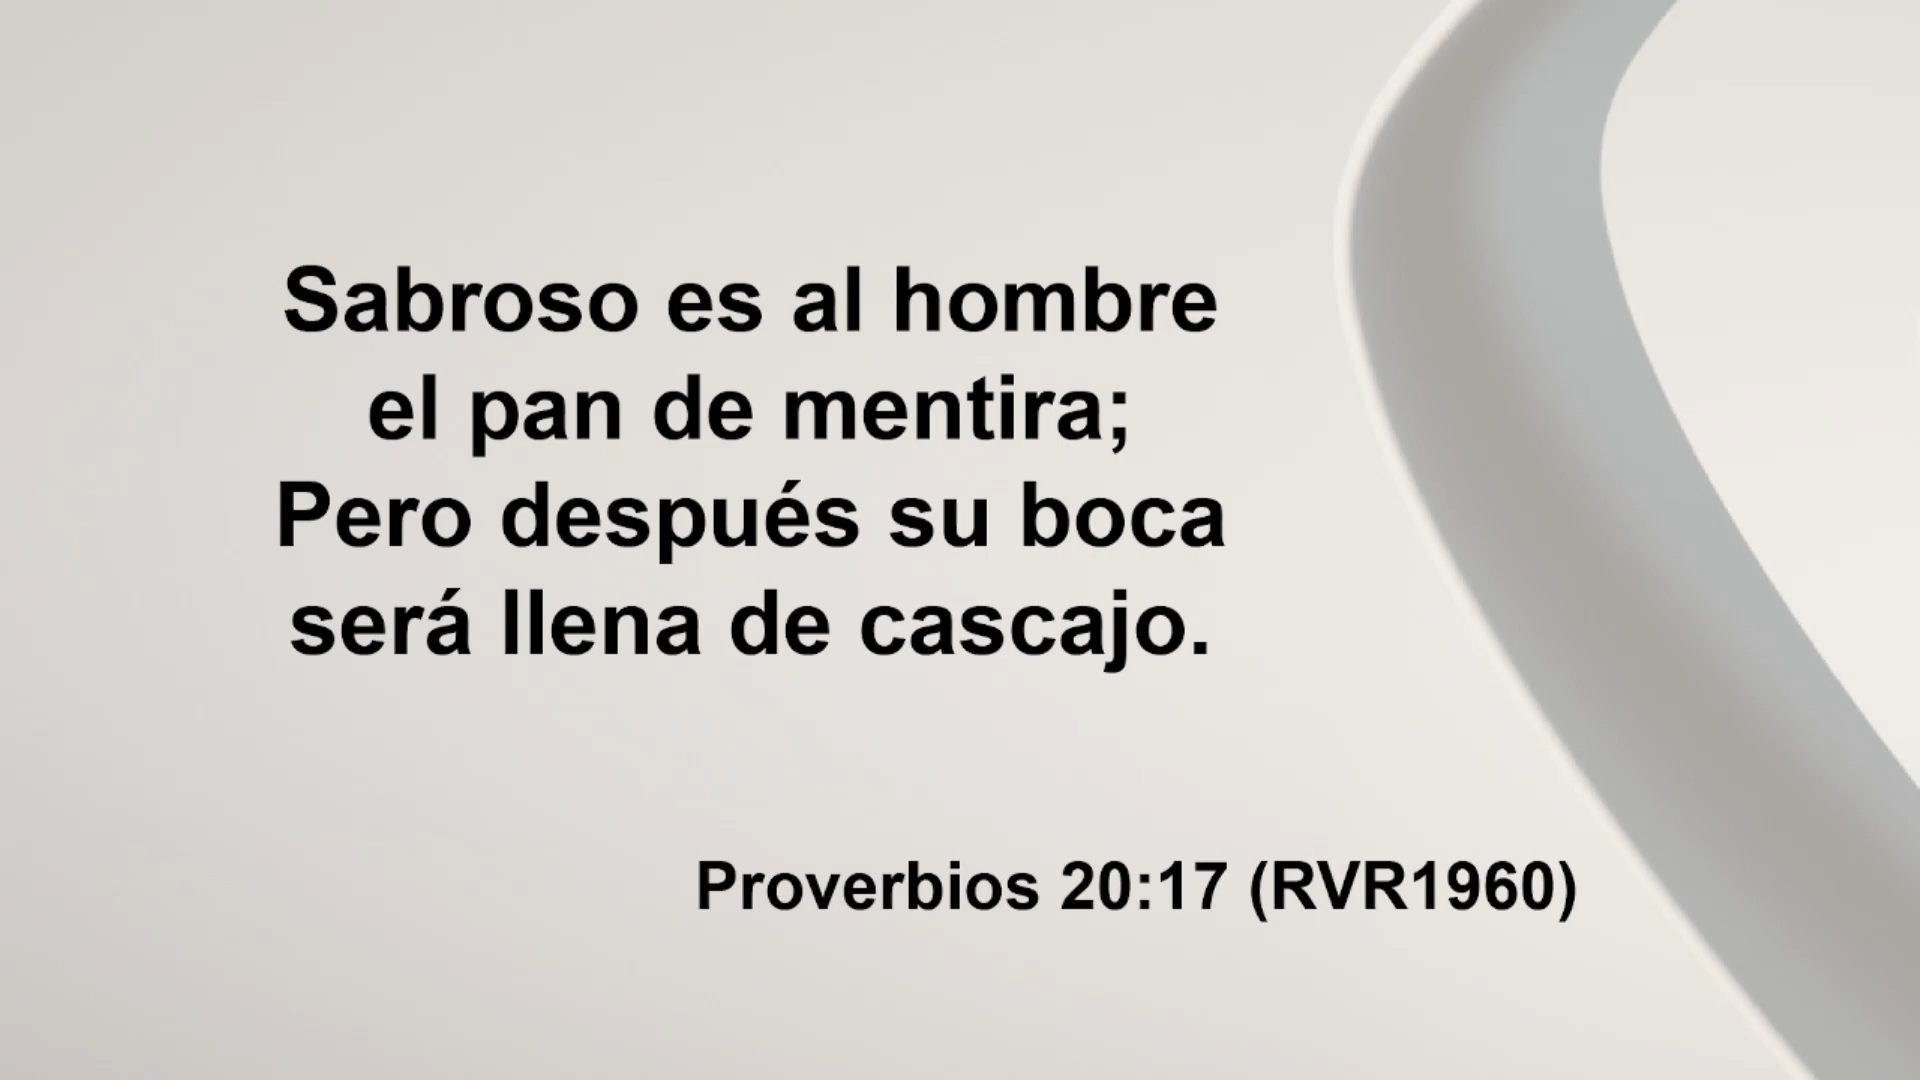 Sabroso es al hombre
el pan de mentira;
Pero después su boca
será llena de cascajo.
Proverbios 20:17 (RVR1960)